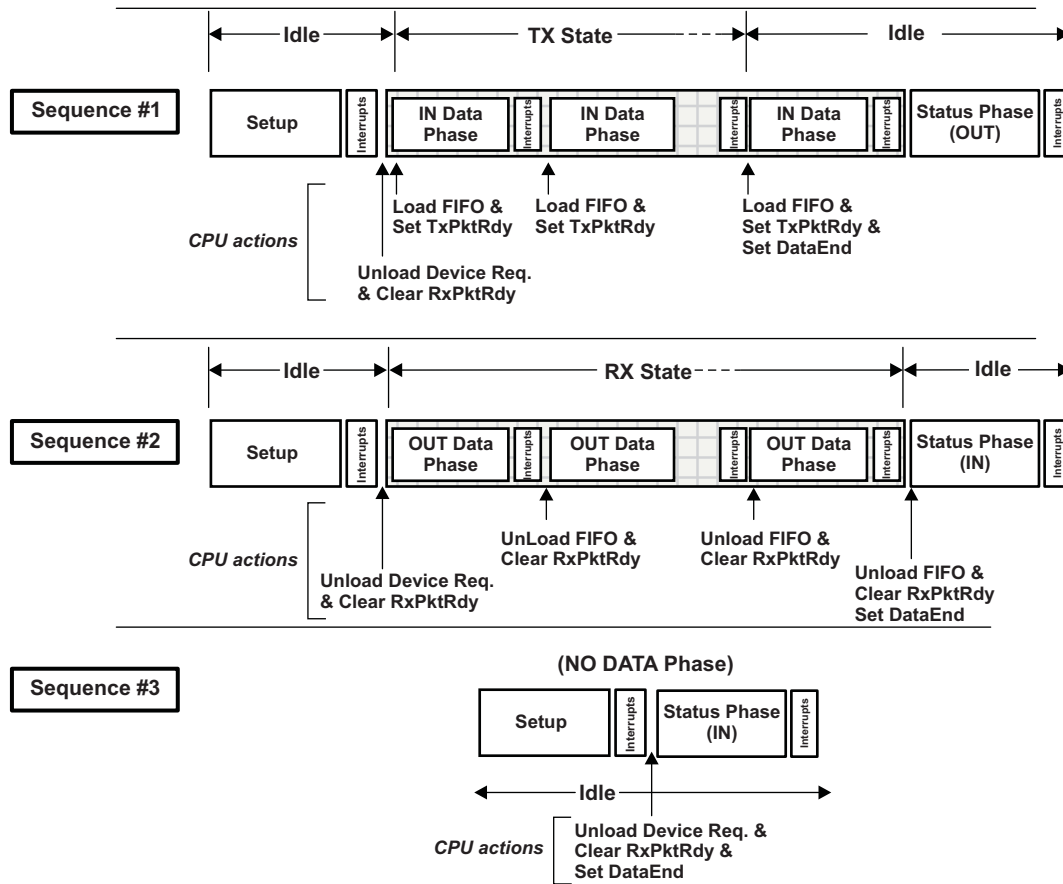 Idle
TX State
Idle
Sequence #1
Setup
Interrupts
IN Data
Phase
Interrupts
IN Data
Phase
Interrupts
IN Data
Phase
Interrupts
Status Phase
(OUT)
Interrupts
CPU actions
Load FIFO &
Set TxPktRdy
Load FIFO &
Set TxPktRdy
Load FIFO &
Set TxPktRdy &
Set DataEnd
Unload Device Req.
& Clear RxPktRdy
Idle
RX State
Idle
Sequence #2
Setup
Interrupts
OUT Data
Phase
Interrupts
OUT Data
Phase
Interrupts
OUT Data
Phase
Interrupts
Status Phase
(IN)
Interrupts
CPU actions
Unload Device Req.
& Clear RxPktRdy
UnLoad FIFO &
Clear RxPktRdy
Unload FIFO &
Clear RxPktRdy
Unload FIFO &
Clear RxPktRdy
Set DataEnd
Sequence #3
(NO DATA Phase)
Setup
Interrupts
Status Phase
(IN)
Interrupts
Idle
CPU actions
Unload Device Req. &
Clear RxPktRdy &
Set DataEnd